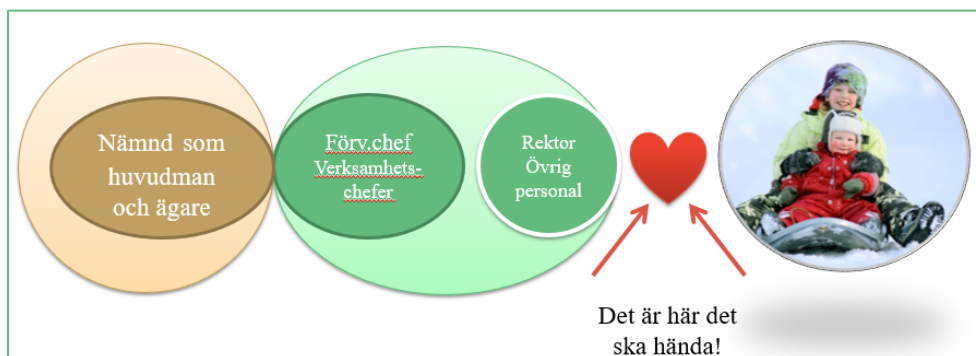 Nämnd som
huvudman
och ägare
Förv.chef
Verksamhets-
chefer
Rektor
Övrig
personal
Det är här det
ska hända!